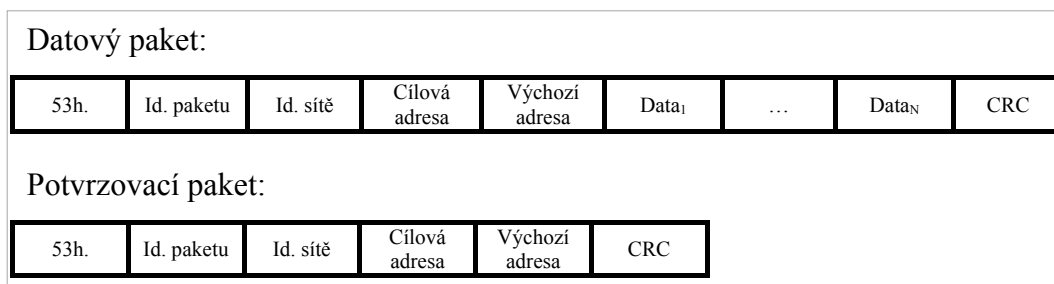 Datový paket:
53h. Id. paketu Id. sítě Cílová adresa Výchozí adresa Data₁ … Data_N CRC
Potvrzovací paket:
53h. Id. paketu Id. sítě Cílová adresa Výchozí adresa CRC